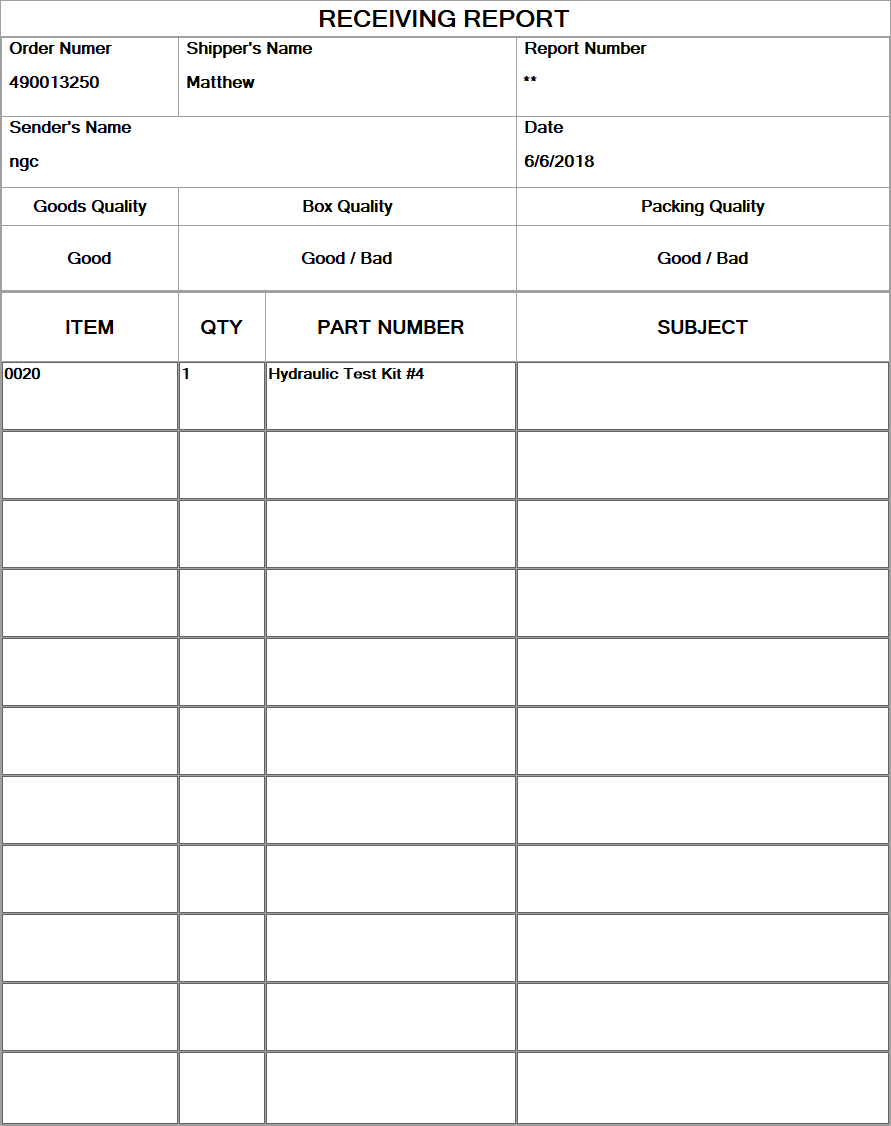 RECEIVING REPORT
Order Numer Shipper's Name Report Number
490013250 Matthew **
Sender's Name Date
ngc 6/6/2018
Goods Quality Box Quality Packing Quality
Good Good / Bad Good / Bad
ITEM QTY PART NUMBER SUBJECT
0020 1 Hydraulic Test Kit #4